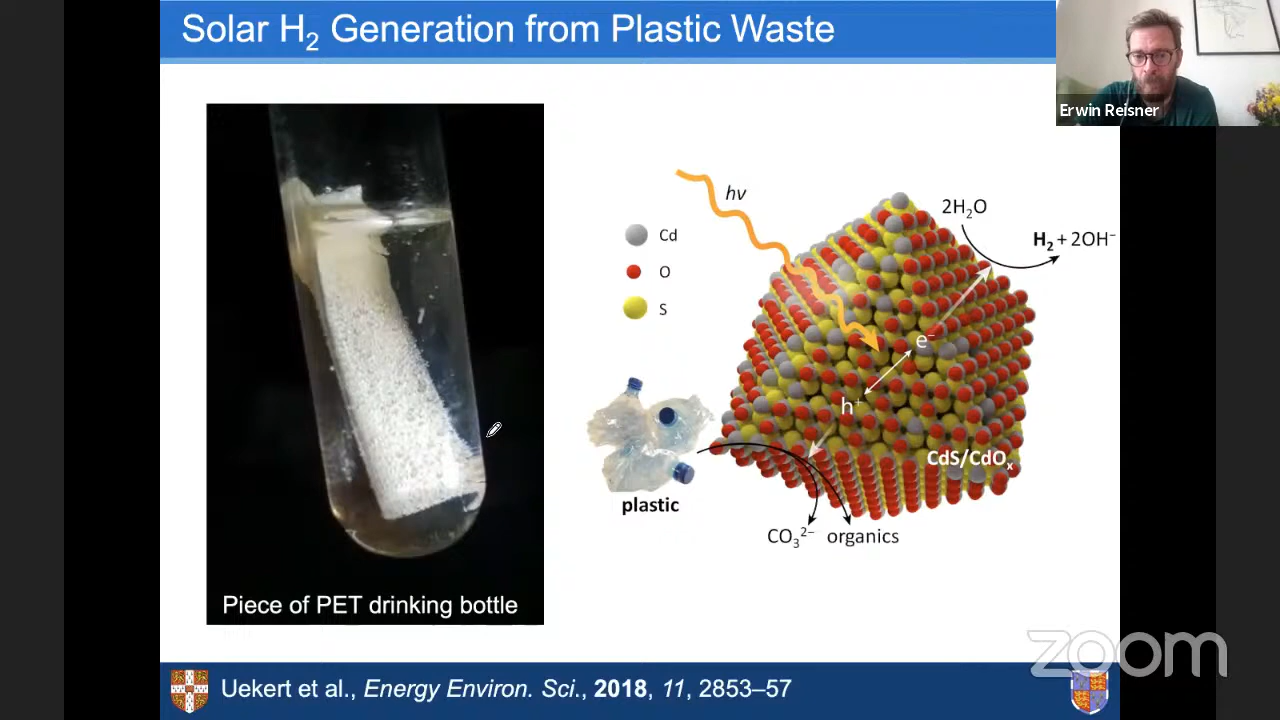 Solar H₂ Generation from Plastic Waste
Erwin Reisner
hν
Cd
O
S
2H₂O
H₂ + 2OH⁻
e⁻
h⁺
CdS/CdOₓ
plastic
CO₃²⁻ organics
Piece of PET drinking bottle
zoom
Uekert et al., Energy Environ. Sci., 2018, 11, 2853–57